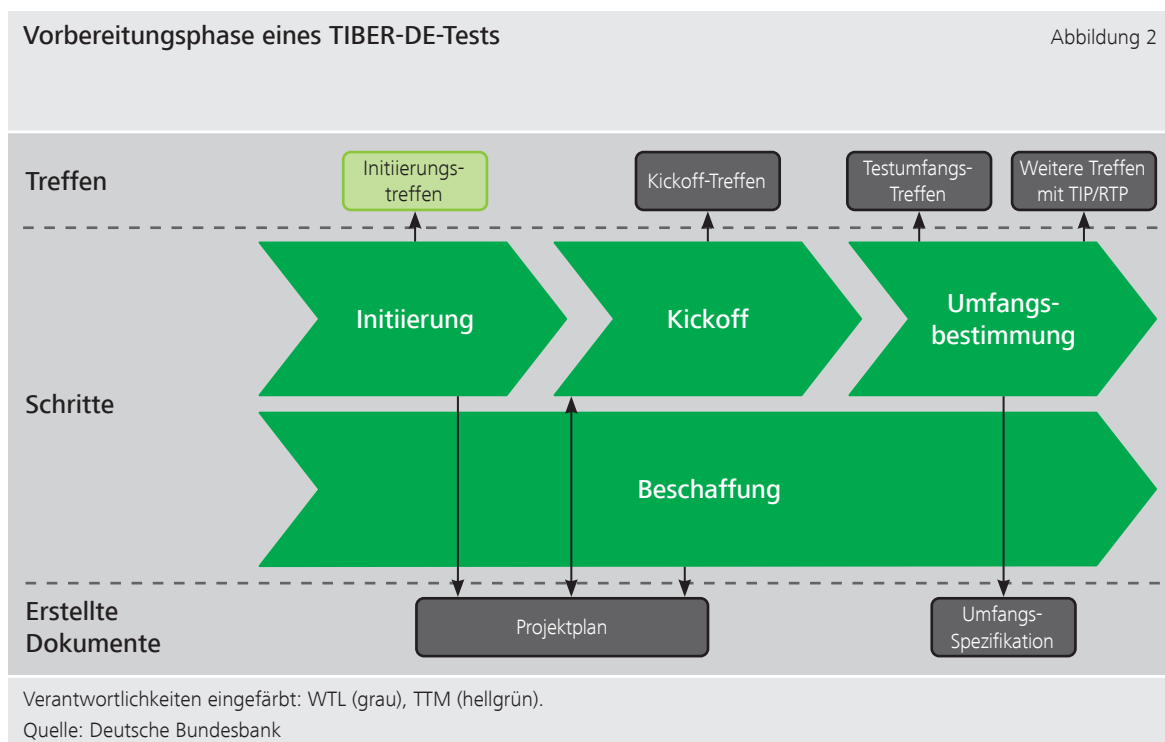 Vorbereitungsphase eines TIBER-DE-Tests
Abbildung 2
Treffen
Initiierungs-
treffen
Kickoff-Treffen
Testumfangs-
Treffen
Weitere Treffen
mit TIP/RTP
Schritte
Initiierung
Kickoff
Umfangs-
bestimmung
Beschaffung
Erstellte
Dokumente
Projektplan
Umfangs-
Spezifikation
Verantwortlichkeiten eingefärbt: WTL (grau), TTM (hellgrün).
Quelle: Deutsche Bundesbank